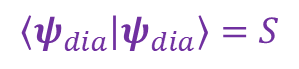 ⟨𝝍_dia|𝝍_dia⟩ = S